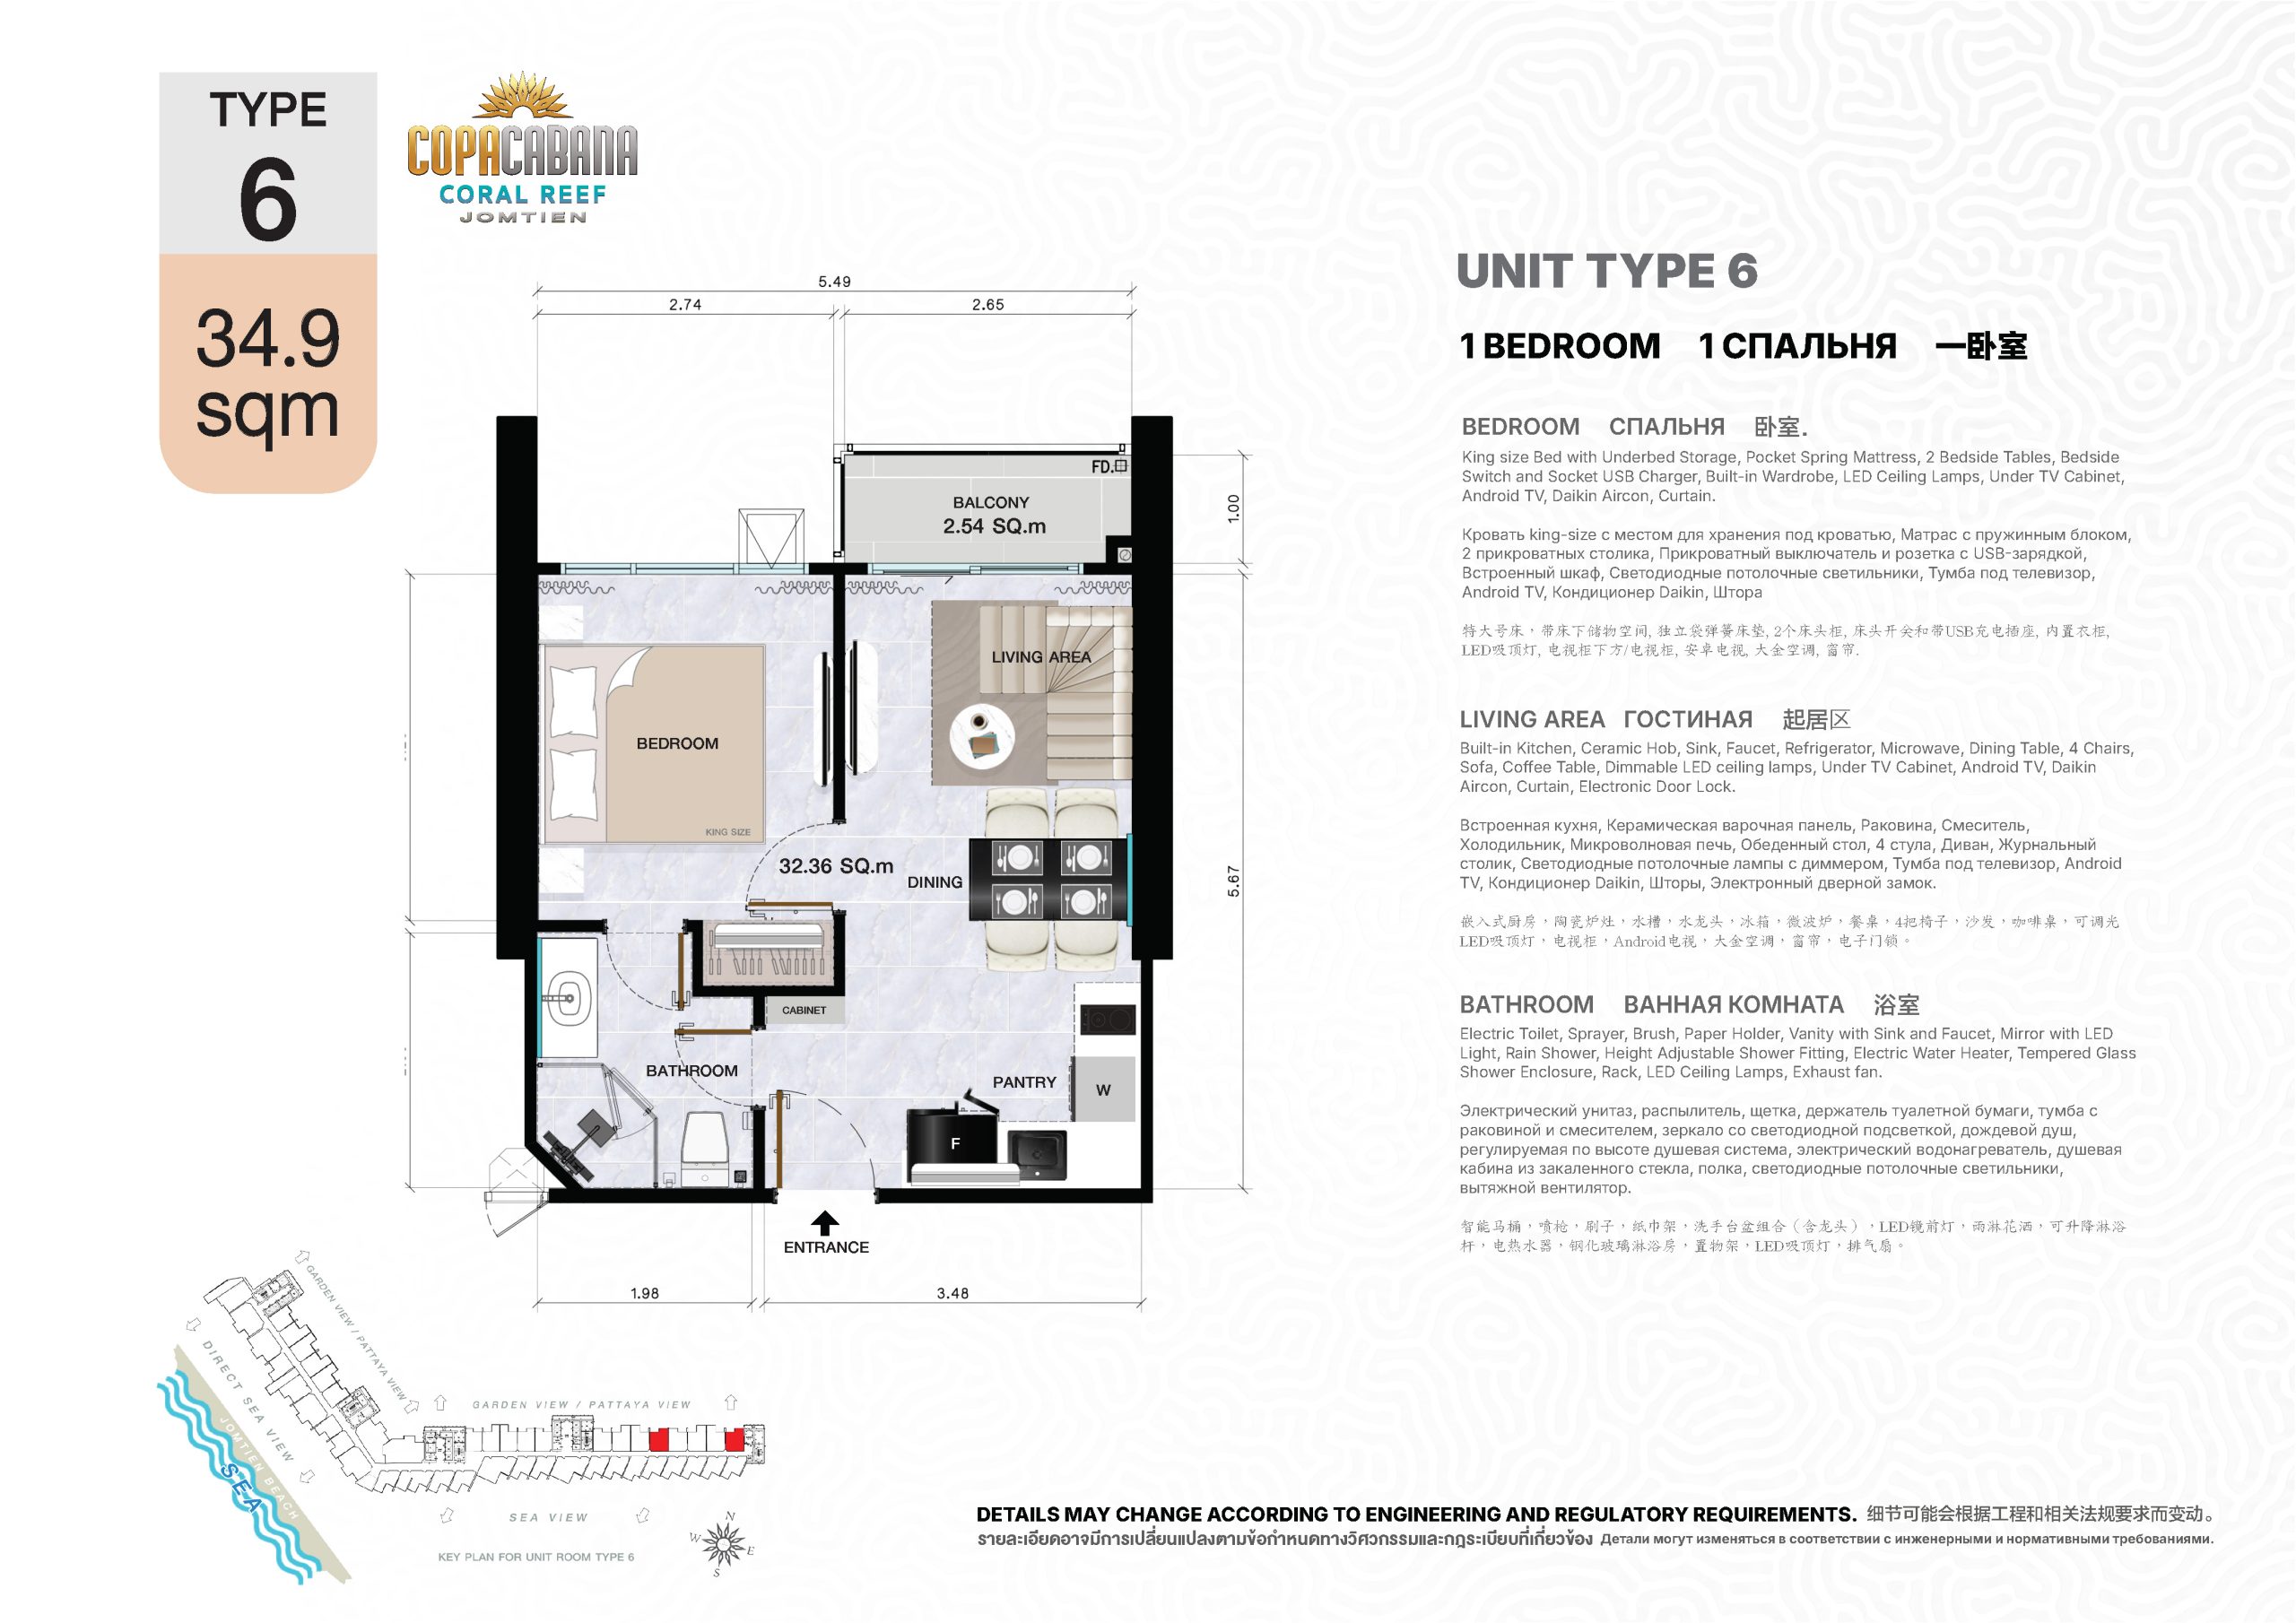 TYPE
6
34.9
sqm
COPACABANA
CORAL REEF
JOMTIEN
5.49
2.74
2.65
FD.
BALCONY
2.54 SQ.m
1.00
LIVING AREA
BEDROOM
KING SIZE
32.36 SQ.m
DINING
5.67
CABINET
BATHROOM
PANTRY
W
F
ENTRANCE
1.98
3.48
UNIT TYPE 6
1 BEDROOM 1 СПАЛЬНЯ 一卧室
BEDROOM СПАЛЬНЯ 卧室.
King size Bed with Underbed Storage, Pocket Spring Mattress, 2 Bedside Tables, Bedside
Switch and Socket USB Charger, Built-in Wardrobe, LED Ceiling Lamps, Under TV Cabinet,
Android TV, Daikin Aircon, Curtain.
Кровать king-size с местом для хранения под кроватью, Матрас с пружинным блоком,
2 прикроватных столика, Прикроватный выключатель и розетка с USB-зарядкой,
Встроенный шкаф, Светодиодные потолочные светильники, Тумба под телевизор,
Android TV, Кондиционер Daikin, Штора
特大号床，带床下储物空间, 独立袋弹簧床垫, 2个床头柜, 床头开关和带USB充电插座, 内置衣柜,
LED吸顶灯, 电视柜下方/电视柜, 安卓电视, 大金空调, 窗帘.
LIVING AREA ГОСТИНАЯ 起居区
Built-in Kitchen, Ceramic Hob, Sink, Faucet, Refrigerator, Microwave, Dining Table, 4 Chairs,
Sofa, Coffee Table, Dimmable LED ceiling lamps, Under TV Cabinet, Android TV, Daikin
Aircon, Curtain, Electronic Door Lock.
Встроенная кухня, Керамическая варочная панель, Раковина, Смеситель,
Холодильник, Микроволновая печь, Обеденный стол, 4 стула, Диван, Журнальный
столик, Светодиодные потолочные лампы с диммером, Тумба под телевизор, Android
TV, Кондиционер Daikin, Шторы, Электронный дверной замок.
嵌入式厨房，陶瓷炉灶，水槽，水龙头，冰箱，微波炉，餐桌，4把椅子，沙发，咖啡桌，可调光
LED吸顶灯，电视柜，Android电视，大金空调，窗帘，电子门锁。
BATHROOM ВАННАЯ КОМНАТА 浴室
Electric Toilet, Sprayer, Brush, Paper Holder, Vanity with Sink and Faucet, Mirror with LED
Light, Rain Shower, Height Adjustable Shower Fitting, Electric Water Heater, Tempered Glass
Shower Enclosure, Rack, LED Ceiling Lamps, Exhaust fan.
Электрический унитаз, распылитель, щетка, держатель туалетной бумаги, тумба с
раковиной и смесителем, зеркало со светодиодной подсветкой, дождевой душ,
регулируемая по высоте душевая система, электрический водонагреватель, душевая
кабина из закаленного стекла, полка, светодиодные потолочные светильники,
вытяжной вентилятор.
智能马桶，喷枪，刷子，纸巾架，洗手台盆组合（含龙头），LED镜前灯，雨淋花洒，可升降淋浴
杆，电热水器，钢化玻璃淋浴房，置物架，LED吸顶灯，排气扇。
GARDEN VIEW / PATTAYA VIEW
DIRECT SEA VIEW
JOMTIEN BEACH
SEA
GARDEN VIEW / PATTAYA VIEW
SEA VIEW
N
W
E
S
KEY PLAN FOR UNIT ROOM TYPE 6
DETAILS MAY CHANGE ACCORDING TO ENGINEERING AND REGULATORY REQUIREMENTS. 细节可能会根据工程和相关法规要求而变动。
รายละเอียดอาจมีการเปลี่ยนแปลงตามข้อกำหนดทางวิศวกรรมและกฎระเบียบที่เกี่ยวข้อง Детали могут изменяться в соответствии с инженерными и нормативными требованиями.